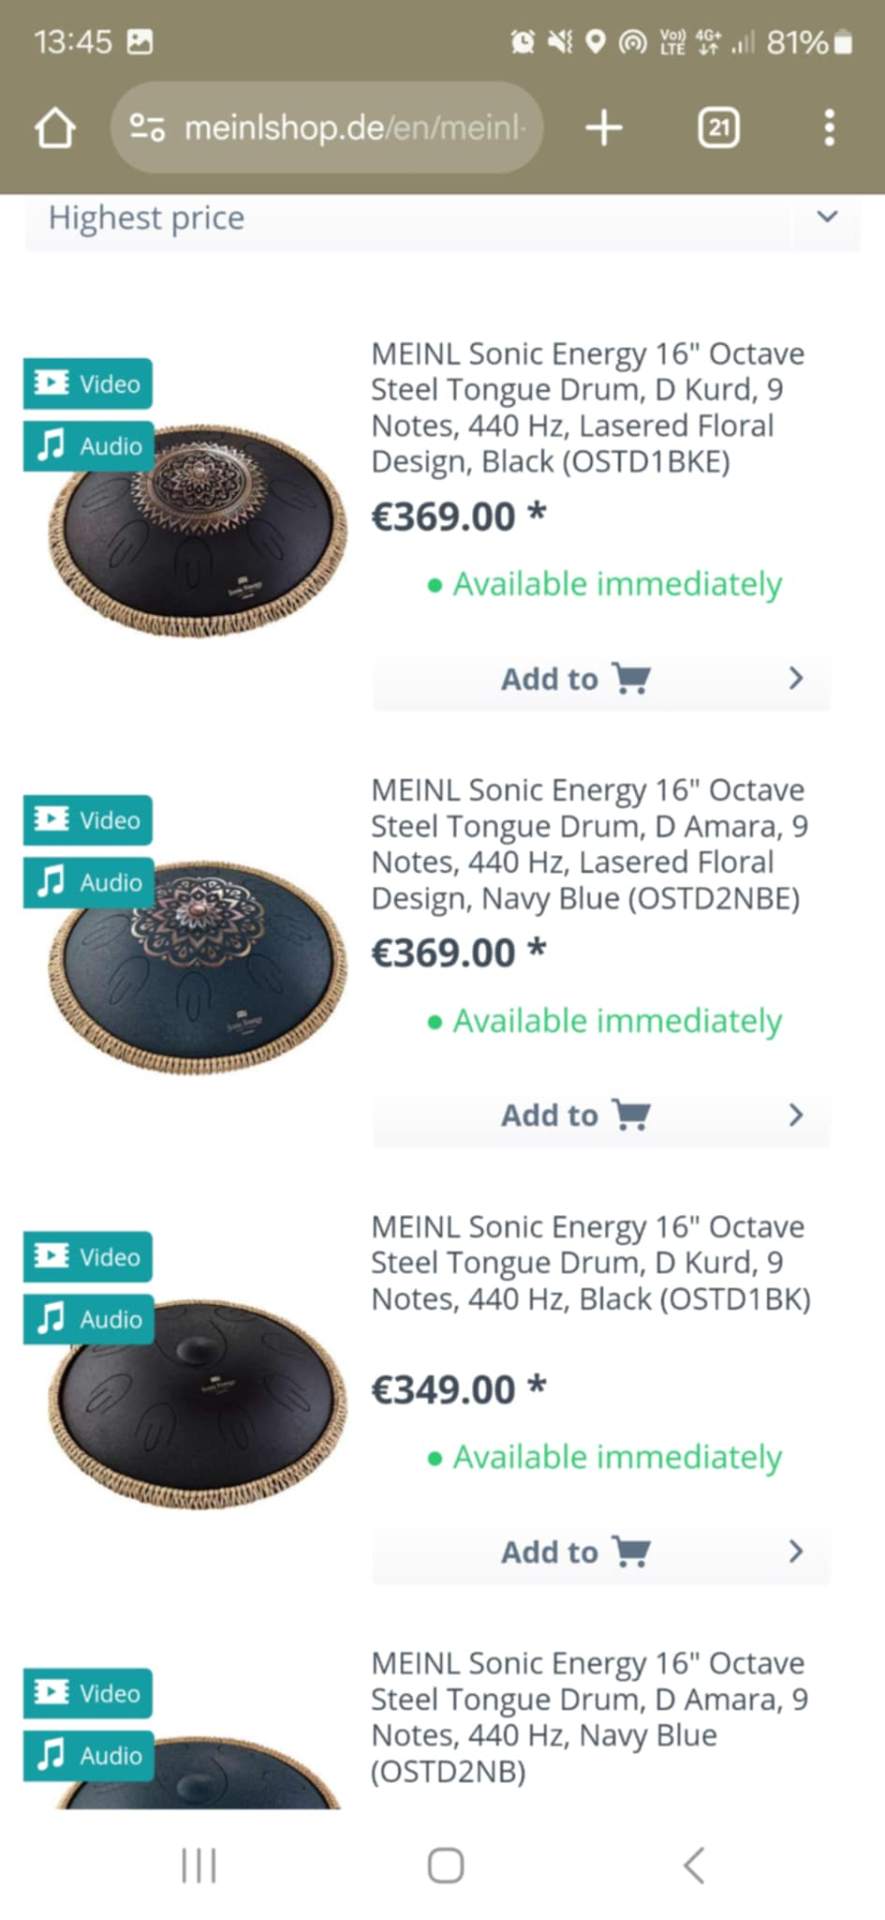 13:45
Vo)) LTE 4G+ 81%
meinlshop.de/en/meinl-
21
Highest price
Video
Audio
MEINL Sonic Energy 16" Octave
Steel Tongue Drum, D Kurd, 9
Notes, 440 Hz, Lasered Floral
Design, Black (OSTD1BKE)
€369.00 *
Available immediately
Add to
Video
Audio
MEINL Sonic Energy 16" Octave
Steel Tongue Drum, D Amara, 9
Notes, 440 Hz, Lasered Floral
Design, Navy Blue (OSTD2NBE)
€369.00 *
Available immediately
Add to
Video
Audio
MEINL Sonic Energy 16" Octave
Steel Tongue Drum, D Kurd, 9
Notes, 440 Hz, Black (OSTD1BK)
€349.00 *
Available immediately
Add to
Video
Audio
MEINL Sonic Energy 16" Octave
Steel Tongue Drum, D Amara, 9
Notes, 440 Hz, Navy Blue
(OSTD2NB)